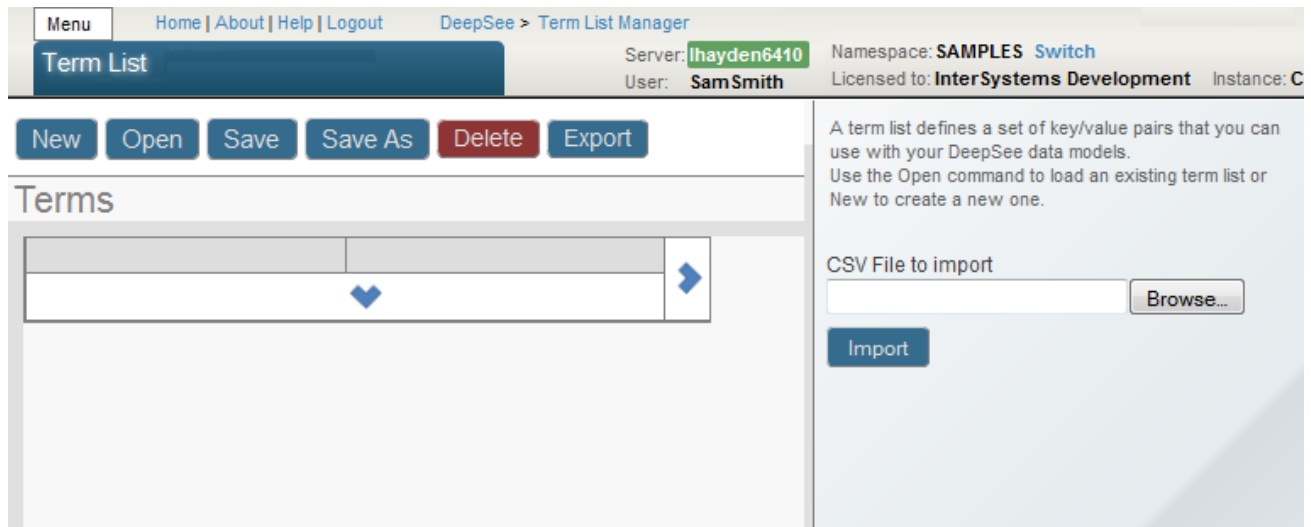 Menu Home | About | Help | Logout DeepSee > Term List Manager
Term List
Server: lhayden6410 Namespace: SAMPLES Switch
User: SamSmith Licensed to: InterSystems Development Instance: C
New Open Save Save As Delete Export
Terms
A term list defines a set of key/value pairs that you can
use with your DeepSee data models.
Use the Open command to load an existing term list or
New to create a new one.
CSV File to import
Browse...
Import